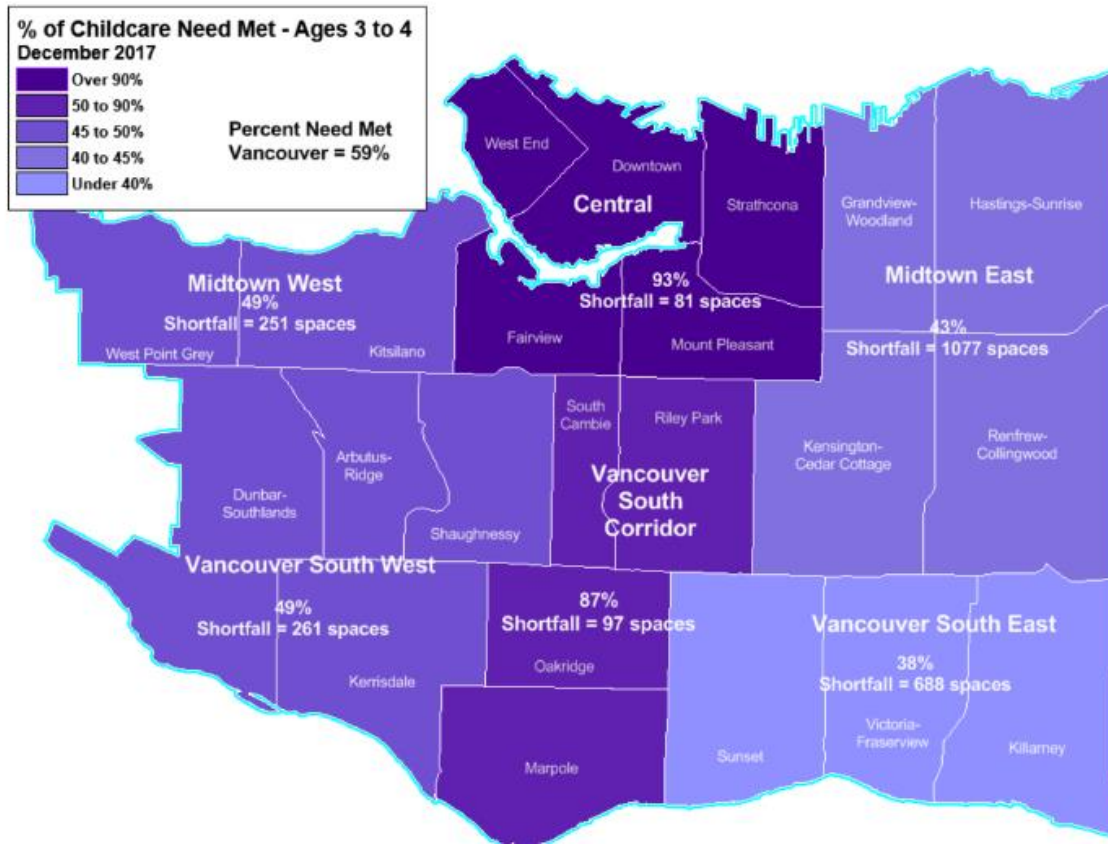 % of Childcare Need Met - Ages 3 to 4
December 2017
Over 90%
50 to 90%
45 to 50%
40 to 45%
Under 40%
Percent Need Met
Vancouver = 59%
West End
Downtown
Central
Strathcona
Grandview-
Woodland
Hastings-Sunrise
Midtown West
49%
Shortfall = 251 spaces
West Point Grey
Kitsilano
93%
Shortfall = 81 spaces
Fairview
Mount Pleasant
Midtown East
43%
Shortfall = 1077 spaces
South
Cambie
Riley Park
Kensington-
Cedar Cottage
Renfrew-
Collingwood
Arbutus-
Ridge
Dunbar-
Southlands
Shaughnessy
Vancouver
South
Corridor
Vancouver South West
49%
Shortfall = 261 spaces
Kerrisdale
87%
Shortfall = 97 spaces
Oakridge
Marpole
Vancouver South East
38%
Shortfall = 688 spaces
Sunset
Victoria-
Fraserview
Killarney